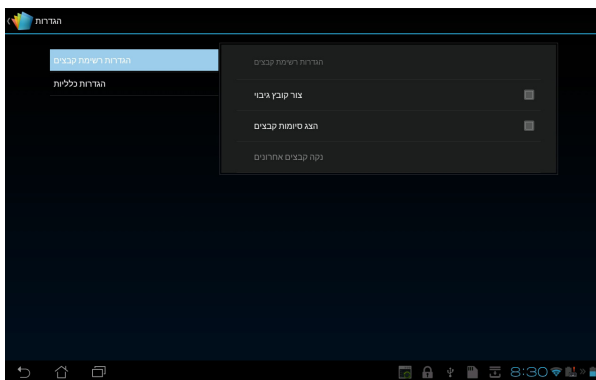 הגדרות
הגדרות רשימת קבצים
הגדרות כלליות
הגדרות רשימת קבצים
צור קובץ גיבוי
הצג סיומות קבצים
נקה קבצים אחרונים
8:30